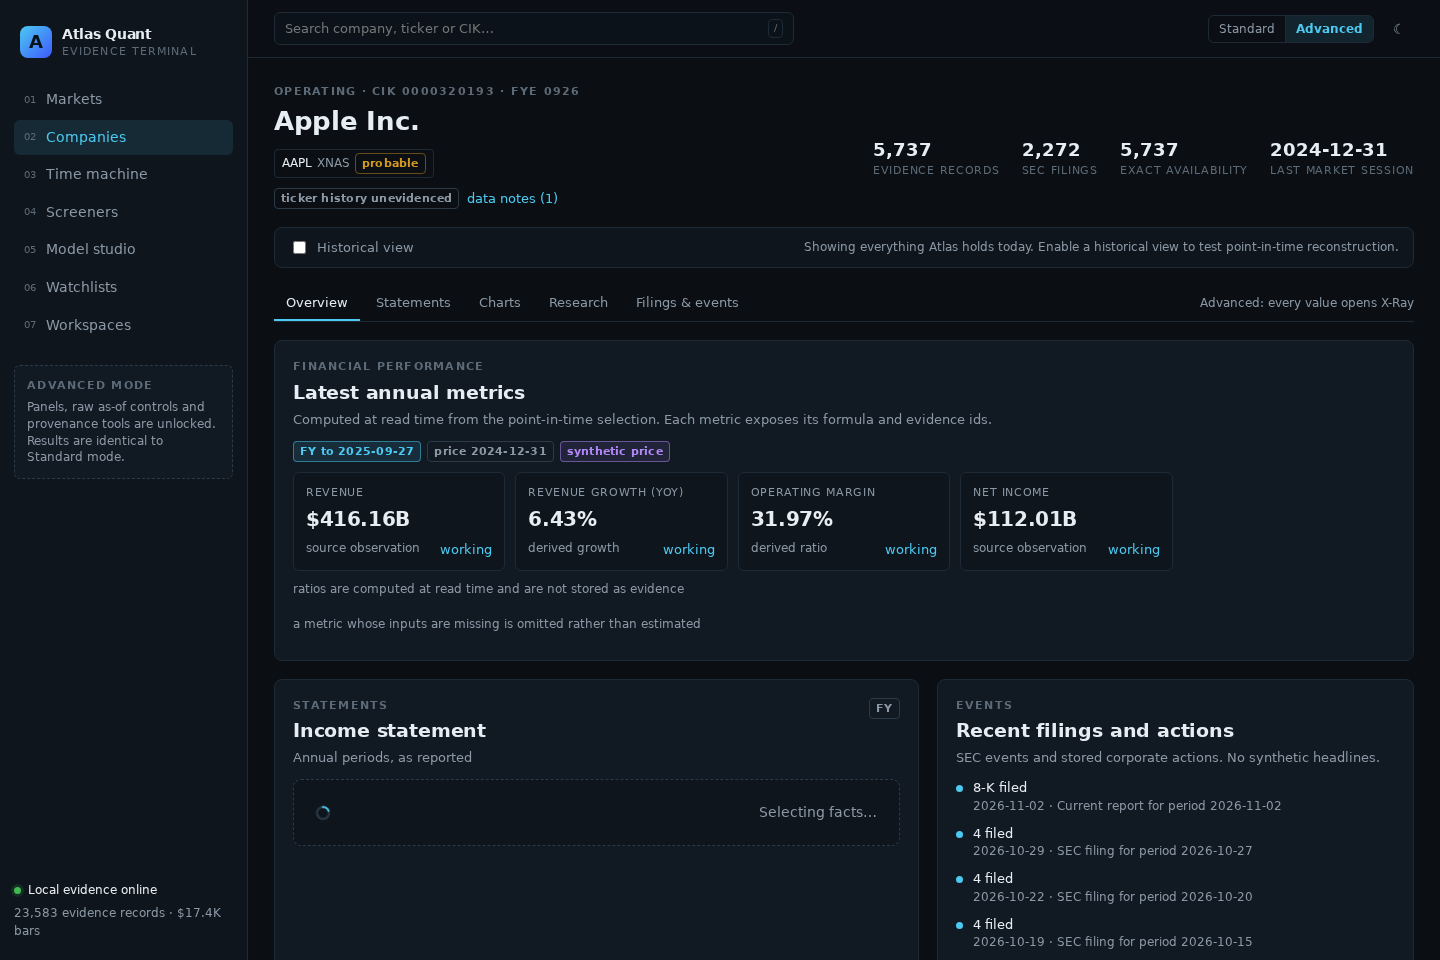 A
Atlas Quant
EVIDENCE TERMINAL
01 Markets
02 Companies
03 Time machine
04 Screeners
05 Model studio
06 Watchlists
07 Workspaces
ADVANCED MODE
Panels, raw as-of controls and
provenance tools are unlocked.
Results are identical to
Standard mode.
Local evidence online
23,583 evidence records · $17.4K
bars
Search company, ticker or CIK...
/
Standard
Advanced
OPERATING · CIK 0000320193 · FYE 0926
Apple Inc.
AAPL XNAS probable
ticker history unevidenced data notes (1)
5,737
EVIDENCE RECORDS
2,272
SEC FILINGS
5,737
EXACT AVAILABILITY
2024-12-31
LAST MARKET SESSION
Historical view
Showing everything Atlas holds today. Enable a historical view to test point-in-time reconstruction.
Overview
Statements
Charts
Research
Filings & events
Advanced: every value opens X-Ray
FINANCIAL PERFORMANCE
Latest annual metrics
Computed at read time from the point-in-time selection. Each metric exposes its formula and evidence ids.
FY to 2025-09-27
price 2024-12-31
synthetic price
REVENUE
$416.16B
source observation working
REVENUE GROWTH (YOY)
6.43%
derived growth working
OPERATING MARGIN
31.97%
derived ratio working
NET INCOME
$112.01B
source observation working
ratios are computed at read time and are not stored as evidence
a metric whose inputs are missing is omitted rather than estimated
STATEMENTS
FY
Income statement
Annual periods, as reported
Selecting facts...
EVENTS
Recent filings and actions
SEC events and stored corporate actions. No synthetic headlines.
8-K filed
2026-11-02 · Current report for period 2026-11-02
4 filed
2026-10-29 · SEC filing for period 2026-10-27
4 filed
2026-10-22 · SEC filing for period 2026-10-20
4 filed
2026-10-19 · SEC filing for period 2026-10-15